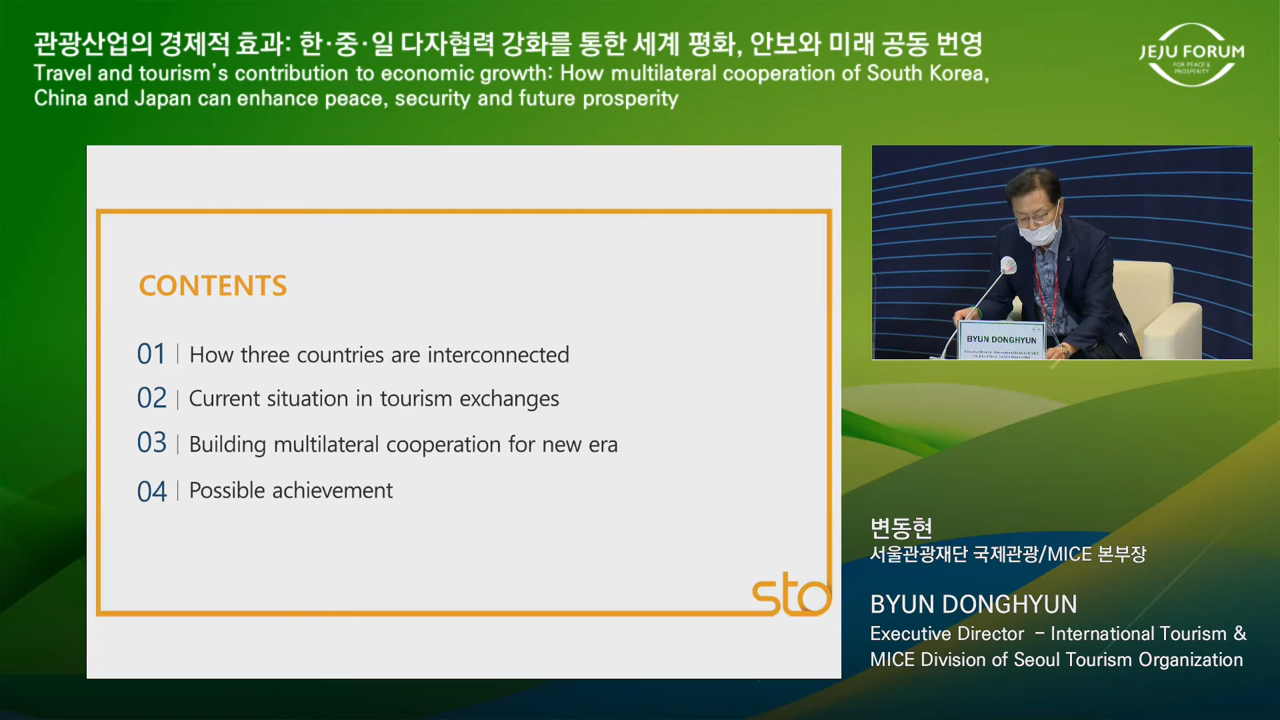 관광산업의 경제적 효과: 한·중·일 다자협력 강화를 통한 세계 평화, 안보와 미래 공동 번영
Travel and tourism's contribution to economic growth: How multilateral cooperation of South Korea,
China and Japan can enhance peace, security and future prosperity
JEJU FORUM
FOR PEACE &
PROSPERITY
CONTENTS
01 | How three countries are interconnected
02 | Current situation in tourism exchanges
03 | Building multilateral cooperation for new era
04 | Possible achievement
sto
BYUN DONGHYUN
변동현
서울관광재단 국제관광/MICE 본부장
BYUN DONGHYUN
Executive Director – International Tourism &
MICE Division of Seoul Tourism Organization